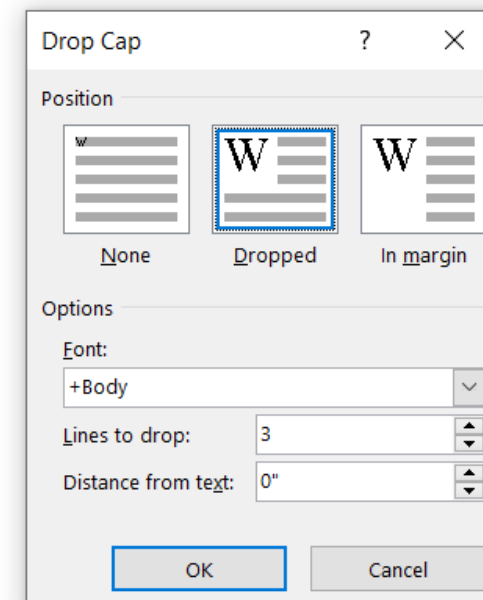 Drop Cap ?
Position
W W W
None Dropped In margin
Options
Font:
+Body
Lines to drop: 3
Distance from text: 0"
OK Cancel